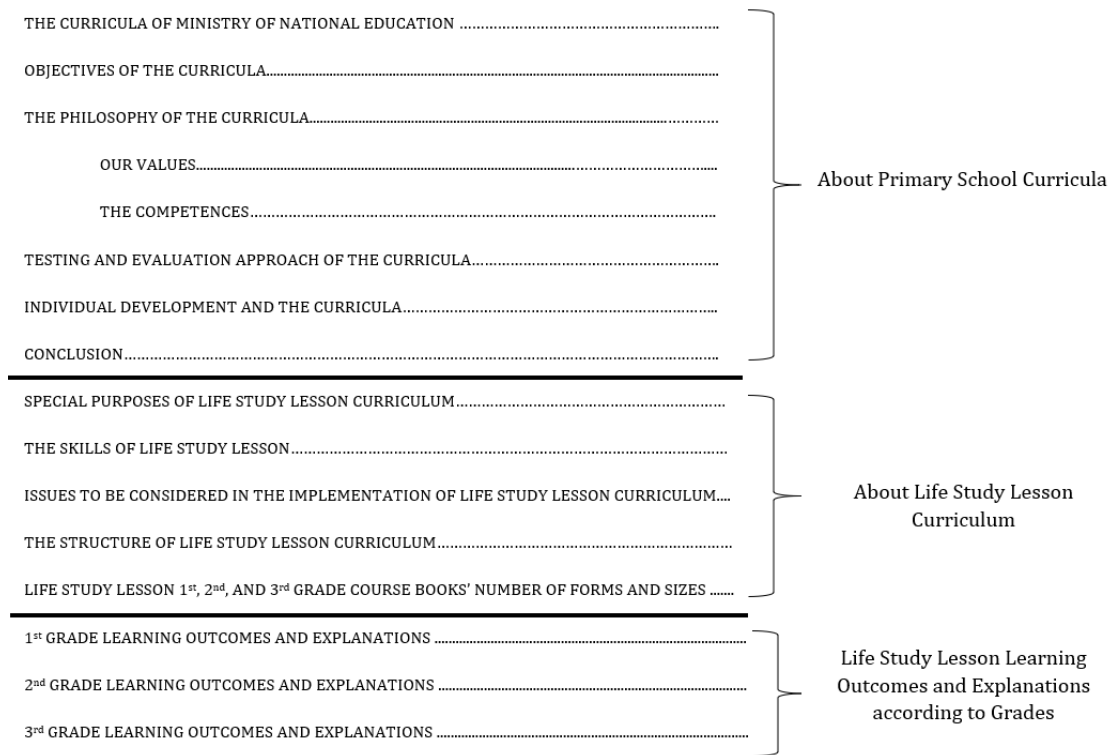 THE CURRICULA OF MINISTRY OF NATIONAL EDUCATION ……………………………………………………..
OBJECTIVES OF THE CURRICULA......................................................................................................
THE PHILOSOPHY OF THE CURRICULA.................................................................................…………
OUR VALUES..........................................................................................……………………………....
THE COMPETENCES………………………………………………………………………………………..
TESTING AND EVALUATION APPROACH OF THE CURRICULA……………………………………………..
INDIVIDUAL DEVELOPMENT AND THE CURRICULA…………………………………………………………...
CONCLUSION……………………………………………………………………………………………………………..
About Primary School Curricula
SPECIAL PURPOSES OF LIFE STUDY LESSON CURRICULUM…………………………………………………
THE SKILLS OF LIFE STUDY LESSON…………………………………………………………………………………
ISSUES TO BE CONSIDERED IN THE IMPLEMENTATION OF LIFE STUDY LESSON CURRICULUM....
THE STRUCTURE OF LIFE STUDY LESSON CURRICULUM………………………………………………………
LIFE STUDY LESSON 1st, 2nd, AND 3rd GRADE COURSE BOOKS’ NUMBER OF FORMS AND SIZES .......
About Life Study Lesson
Curriculum
1st GRADE LEARNING OUTCOMES AND EXPLANATIONS ......................................................................
2nd GRADE LEARNING OUTCOMES AND EXPLANATIONS ......................................................................
3rd GRADE LEARNING OUTCOMES AND EXPLANATIONS ......................................................................
Life Study Lesson Learning
Outcomes and Explanations
according to Grades